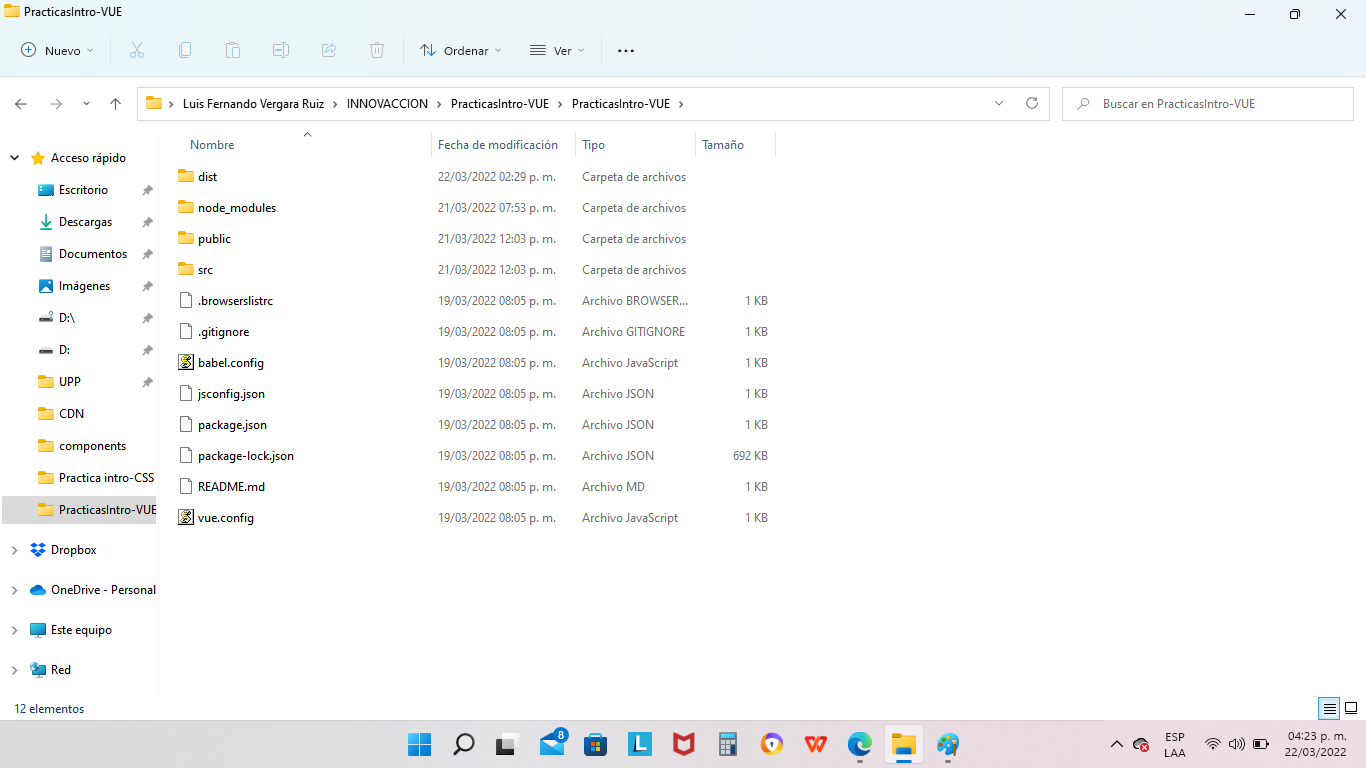 PracticasIntro-VUE
Nuevo
Ordenar
Ver
Luis Fernando Vergara Ruiz > INNOVACCION > PracticasIntro-VUE > PracticasIntro-VUE >
Buscar en PracticasIntro-VUE
Acceso rápido
Escritorio
Descargas
Documentos
Imágenes
D:\
D:
UPP
CDN
components
Practica intro-CSS
PracticasIntro-VUE
Dropbox
OneDrive - Personal
Este equipo
Red
Nombre Fecha de modificación Tipo Tamaño
dist 22/03/2022 02:29 p. m. Carpeta de archivos
node_modules 21/03/2022 07:53 p. m. Carpeta de archivos
public 21/03/2022 12:03 p. m. Carpeta de archivos
src 21/03/2022 12:03 p. m. Carpeta de archivos
.browserslistrc 19/03/2022 08:05 p. m. Archivo BROWSER... 1 KB
.gitignore 19/03/2022 08:05 p. m. Archivo GITIGNORE 1 KB
babel.config 19/03/2022 08:05 p. m. Archivo JavaScript 1 KB
jsconfig.json 19/03/2022 08:05 p. m. Archivo JSON 1 KB
package.json 19/03/2022 08:05 p. m. Archivo JSON 1 KB
package-lock.json 19/03/2022 08:05 p. m. Archivo JSON 692 KB
README.md 19/03/2022 08:05 p. m. Archivo MD 1 KB
vue.config 19/03/2022 08:05 p. m. Archivo JavaScript 1 KB
12 elementos
8
L
W
ESP
LAA
04:23 p. m.
22/03/2022